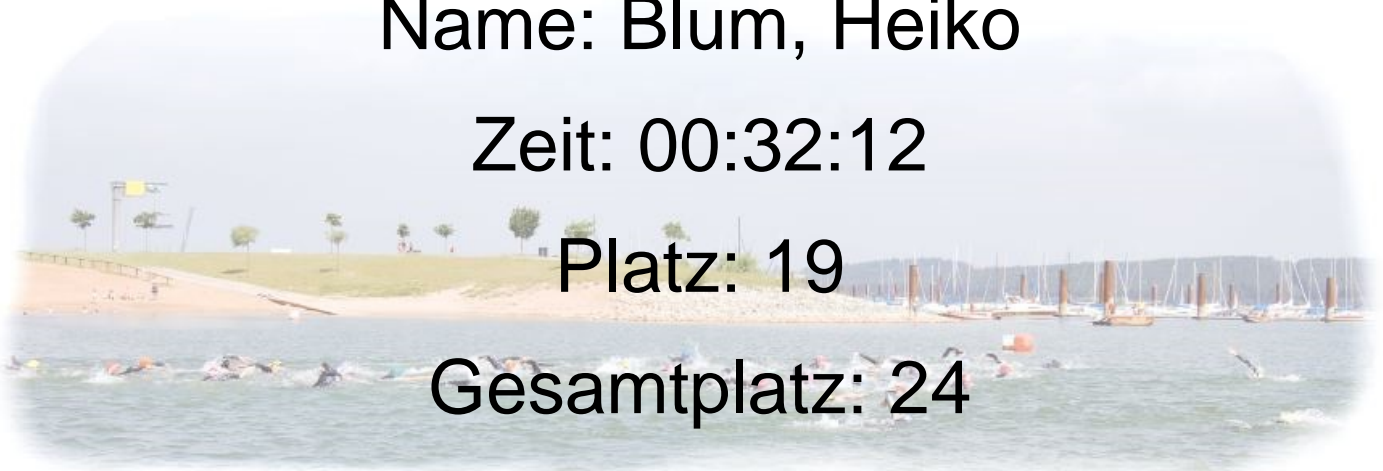 Name: Blum, Heiko
Zeit: 00:32:12
Platz: 19
Gesamtplatz: 24